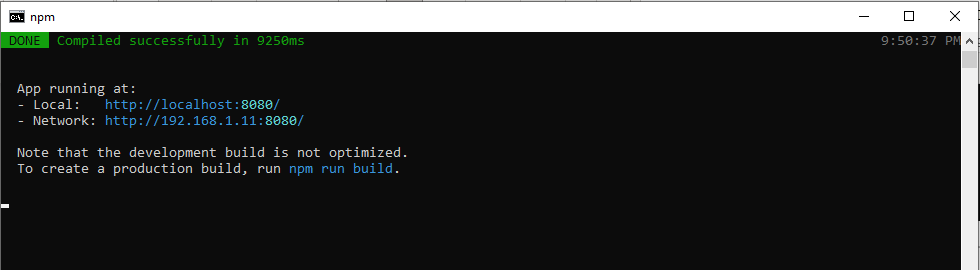 npm
DONE Compiled successfully in 9250ms 9:50:37 PM
App running at:
- Local: http://localhost:8080/
- Network: http://192.168.1.11:8080/
Note that the development build is not optimized.
To create a production build, run npm run build.